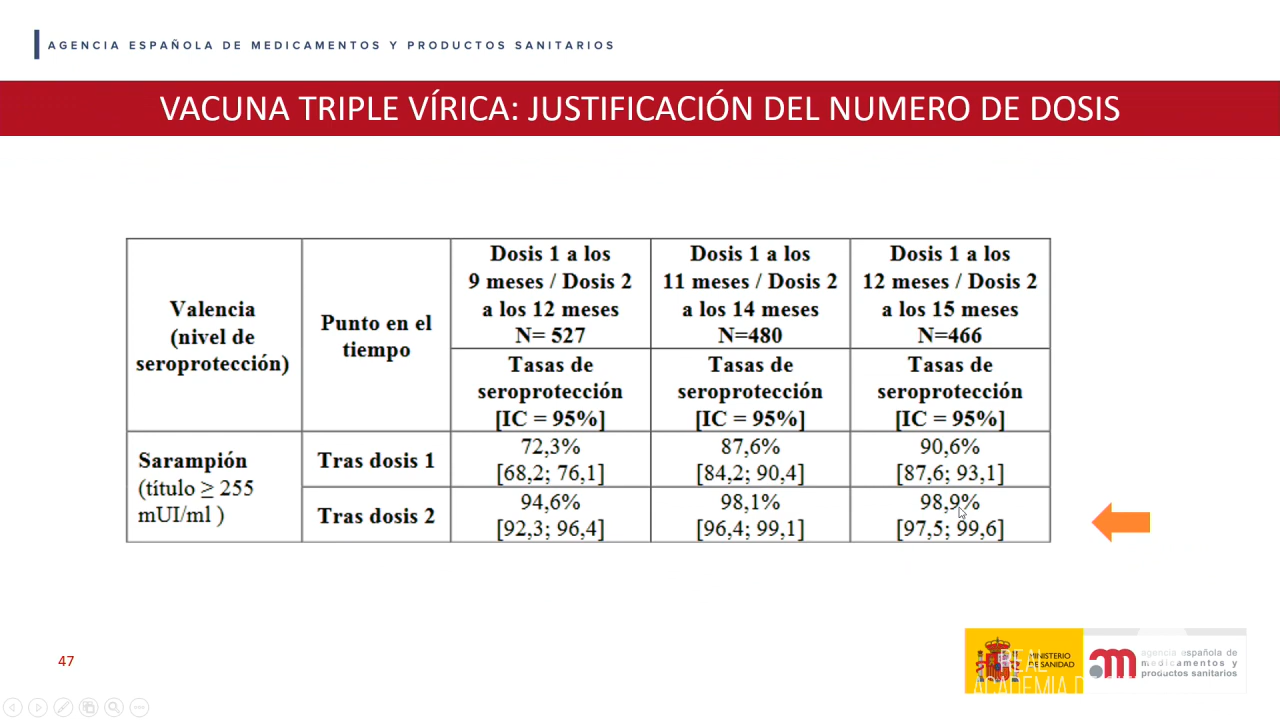 AGENCIA ESPAÑOLA DE MEDICAMENTOS Y PRODUCTOS SANITARIOS
VACUNA TRIPLE VÍRICA: JUSTIFICACIÓN DEL NUMERO DE DOSIS
Valencia
(nivel de
seroprotección)
Punto en el
tiempo
Dosis 1 a los
9 meses / Dosis 2
a los 12 meses
N= 527
Dosis 1 a los
11 meses / Dosis 2
a los 14 meses
N=480
Dosis 1 a los
12 meses / Dosis 2
a los 15 meses
N=466
Tasas de
seroprotección
[IC = 95%]
Tasas de
seroprotección
[IC = 95%]
Tasas de
seroprotección
[IC = 95%]
Sarampión
(título ≥ 255
mUI/ml )
Tras dosis 1
72,3%
[68,2; 76,1]
87,6%
[84,2; 90,4]
90,6%
[87,6; 93,1]
Tras dosis 2
94,6%
[92,3; 96,4]
98,1%
[96,4; 99,1]
98,9%
[97,5; 99,6]
47
MINISTERIO
DE SANIDAD
agencia española de
medicamentos y
productos sanitarios
REAL
ACADEMIA